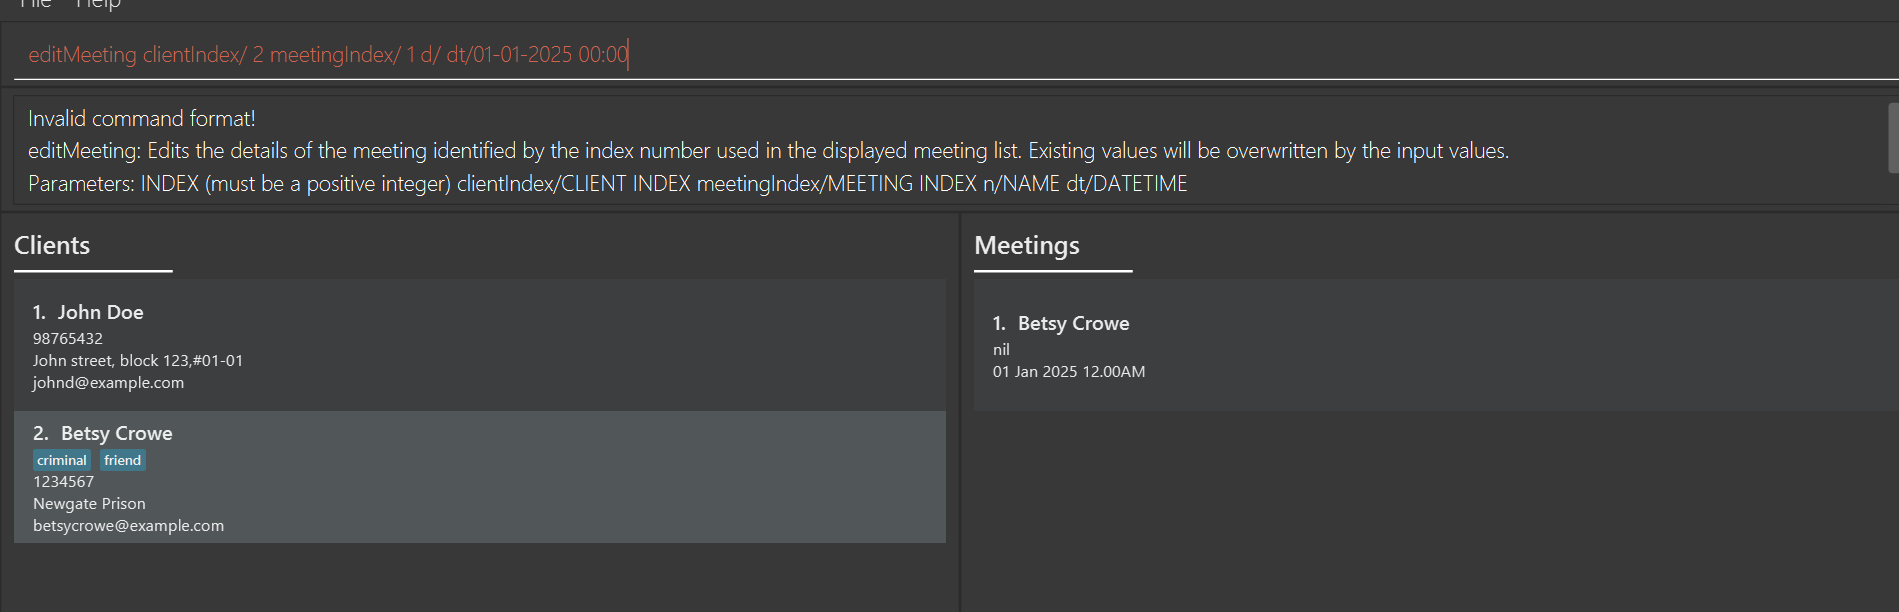 File Help
editMeeting clientIndex/ 2 meetingIndex/ 1 d/ dt/01-01-2025 00:00
Invalid command format!
editMeeting: Edits the details of the meeting identified by the index number used in the displayed meeting list. Existing values will be overwritten by the input values.
Parameters: INDEX (must be a positive integer) clientIndex/CLIENT INDEX meetingIndex/MEETING INDEX n/NAME dt/DATETIME
Clients
1. John Doe
98765432
John street, block 123,#01-01
johnd@example.com
2. Betsy Crowe
criminal friend
1234567
Newgate Prison
betsycrowe@example.com
Meetings
1. Betsy Crowe
nil
01 Jan 2025 12.00AM